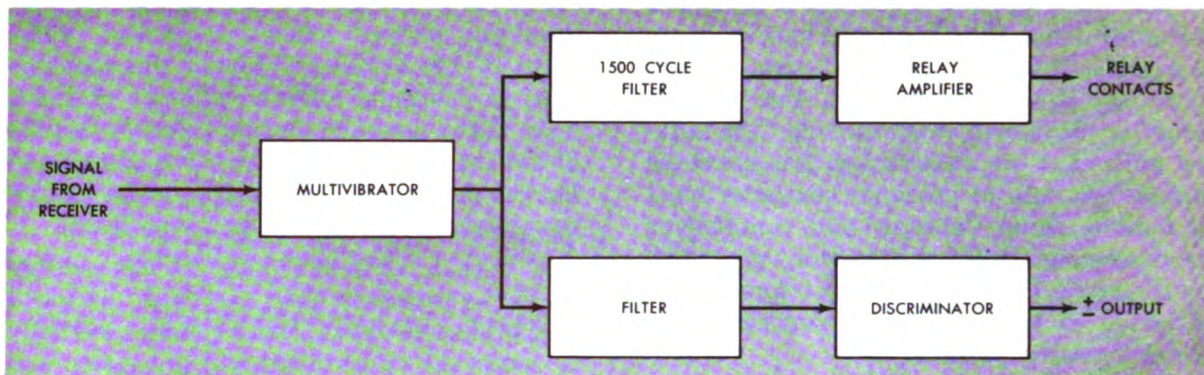 1500 CYCLE
FILTER
RELAY
AMPLIFIER
RELAY
CONTACTS
SIGNAL
FROM
RECEIVER
MULTIVIBRATOR
FILTER
DISCRIMINATOR
± OUTPUT